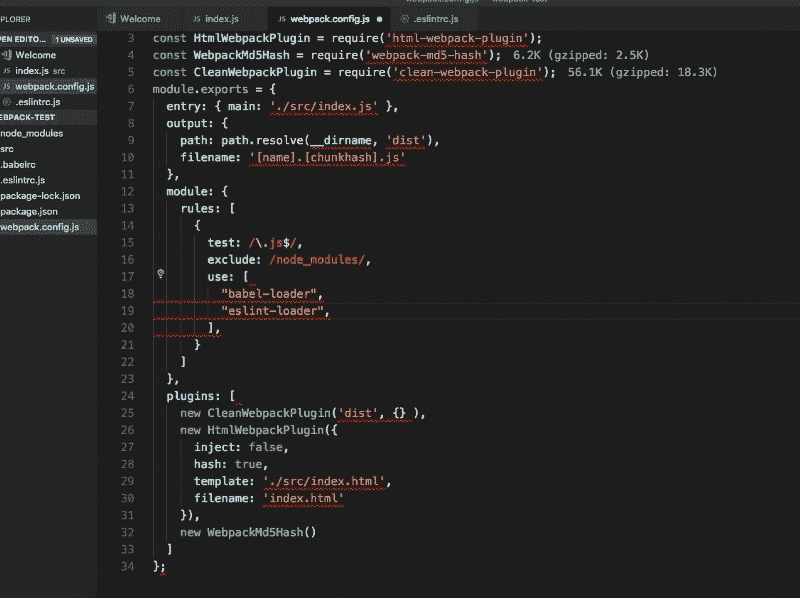 Welcome index.js webpack.config.js .eslintrc.js
PLORER
PEN EDITO... 1 UNSAVED
Welcome
index.js src
webpack.config.js
.eslintrc.js
EBPACK-TEST
node_modules
src
.babelrc
.eslintrc.js
package-lock.json
package.json
webpack.config.js
3 const HtmlWebpackPlugin = require('html-webpack-plugin');
4 const WebpackMd5Hash = require('webpack-md5-hash'); 6.2K (gzipped: 2.5K)
5 const CleanWebpackPlugin = require('clean-webpack-plugin'); 56.1K (gzipped: 18.3K)
6 module.exports = {
7 entry: { main: './src/index.js' },
8 output: {
9 path: path.resolve(__dirname, 'dist'),
10 filename: '[name].[chunkhash].js'
11 },
12 module: {
13 rules: [
14 {
15 test: /\.js$/,
16 exclude: /node_modules/,
17 use: [
18 "babel-loader",
19 "eslint-loader",
20 ],
21 }
22 ]
23 },
24 plugins: [
25 new CleanWebpackPlugin('dist', {} ),
26 new HtmlWebpackPlugin({
27 inject: false,
28 hash: true,
29 template: './src/index.html',
30 filename: 'index.html'
31 }),
32 new WebpackMd5Hash()
33 ]
34 };